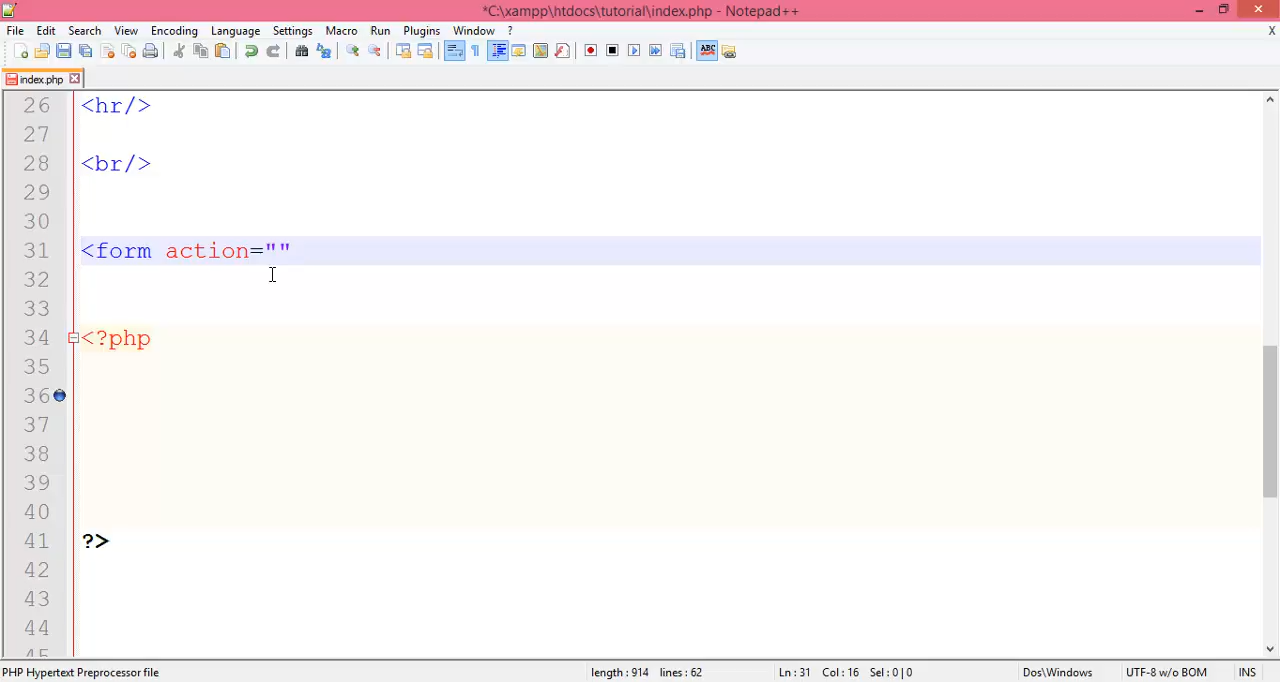 *C:\xampp\htdocs\tutorial\index.php - Notepad++
File Edit Search View Encoding Language Settings Macro Run Plugins Window ? X
ABC
index.php
26 <hr/>
27
28 <br/>
29
30
31 <form action=""
32
33
34 <?php
35
36
37
38
39
40
41 ?>
42
43
44
45
PHP Hypertext Preprocessor file length : 914 lines : 62 Ln : 31 Col : 16 Sel : 0 | 0 Dos\Windows UTF-8 w/o BOM INS